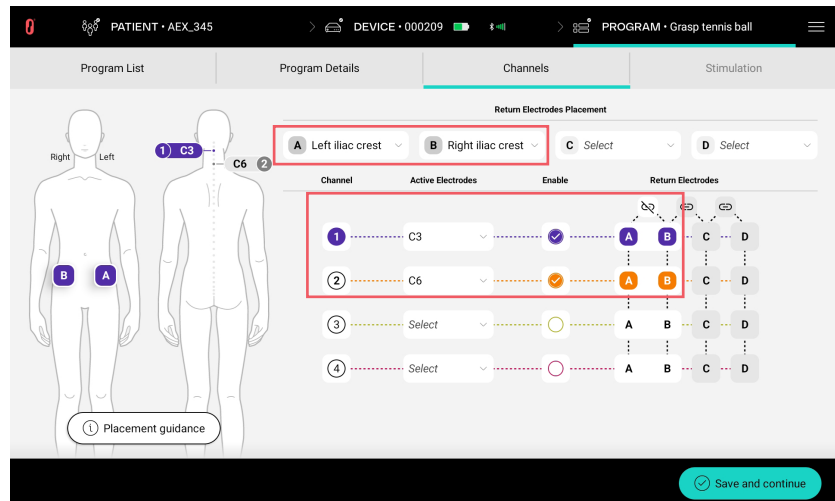 PATIENT • AEX_345
DEVICE • 000209
PROGRAM • Grasp tennis ball
Program List
Program Details
Channels
Stimulation
Return Electrodes Placement
A Left iliac crest
B Right iliac crest
C Select
D Select
Right
Left
1 C3
C6 2
Channel
Active Electrodes
Enable
Return Electrodes
1 C3 A B C D
2 C6 A B C D
3 Select A B C D
4 Select A B C D
B
A
Placement guidance
Save and continue